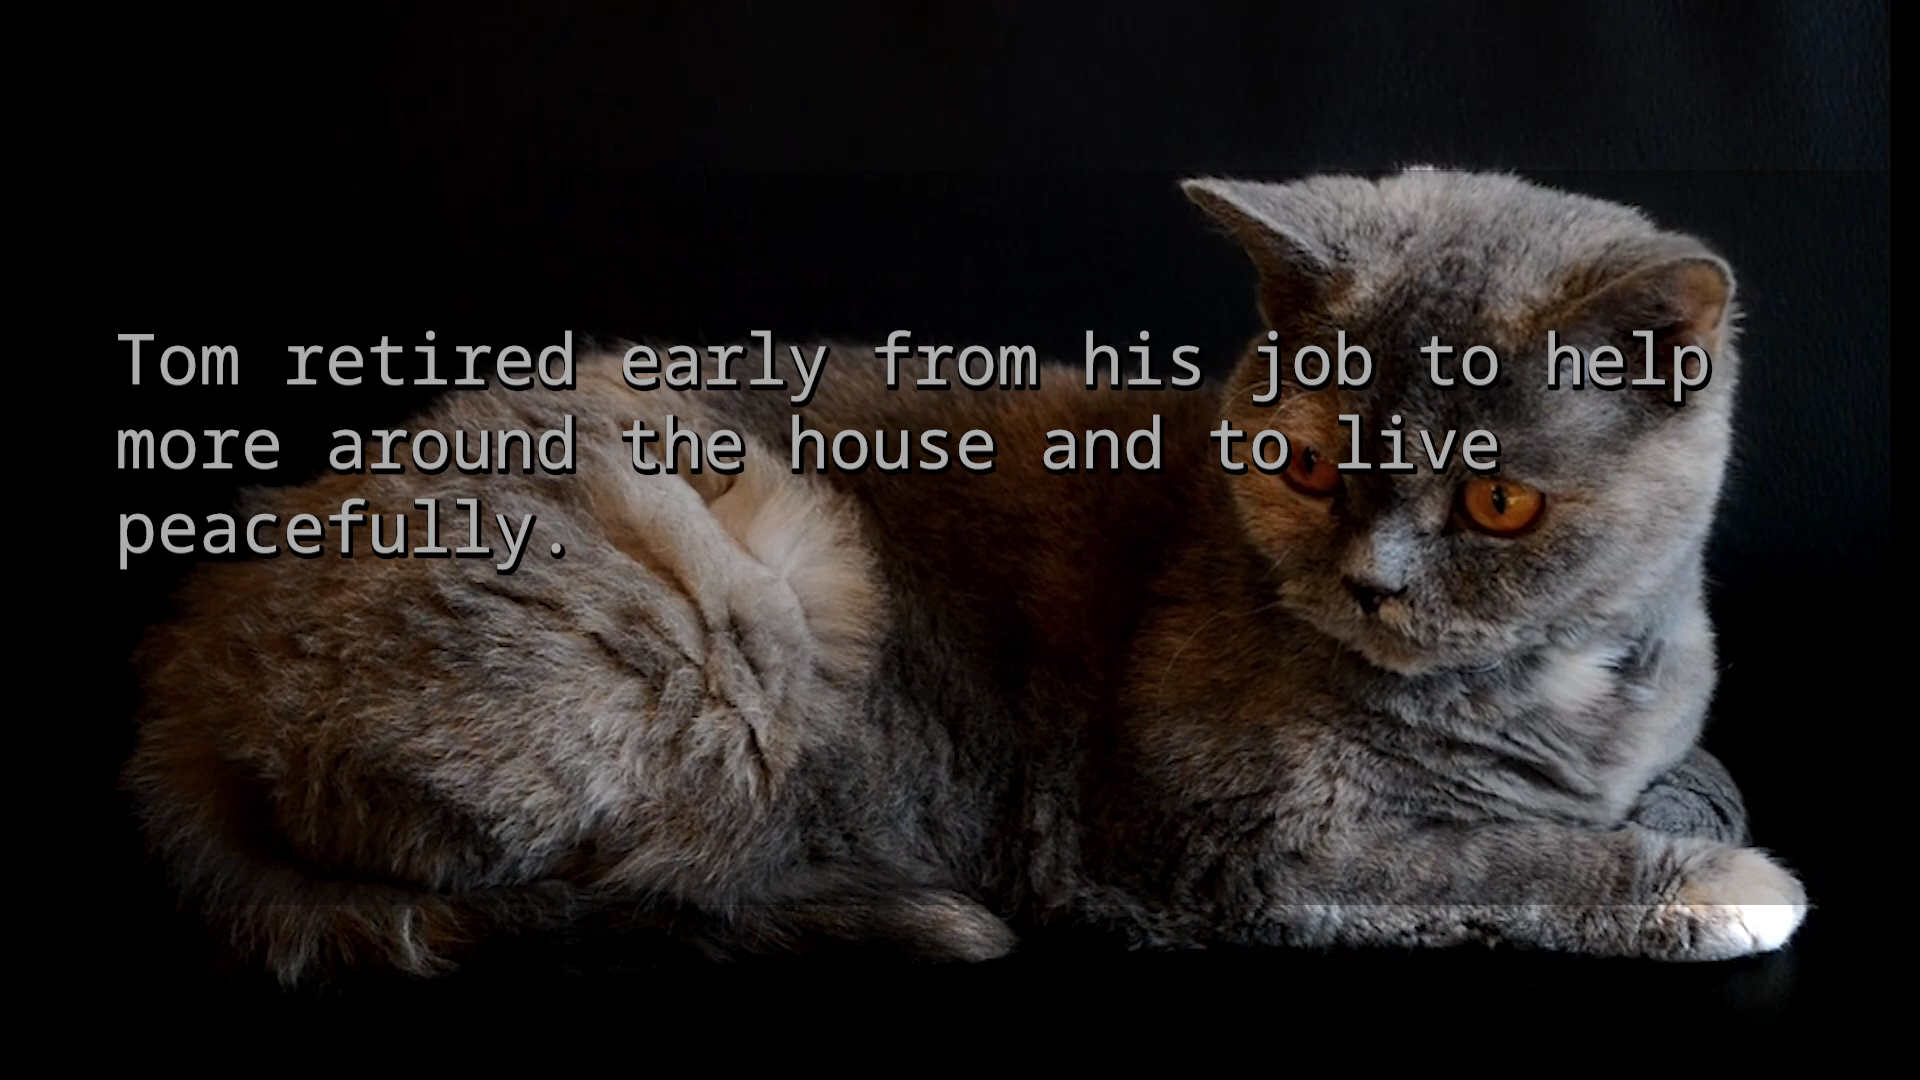 Tom retired early from his job to help
more around the house and to live
peacefully.